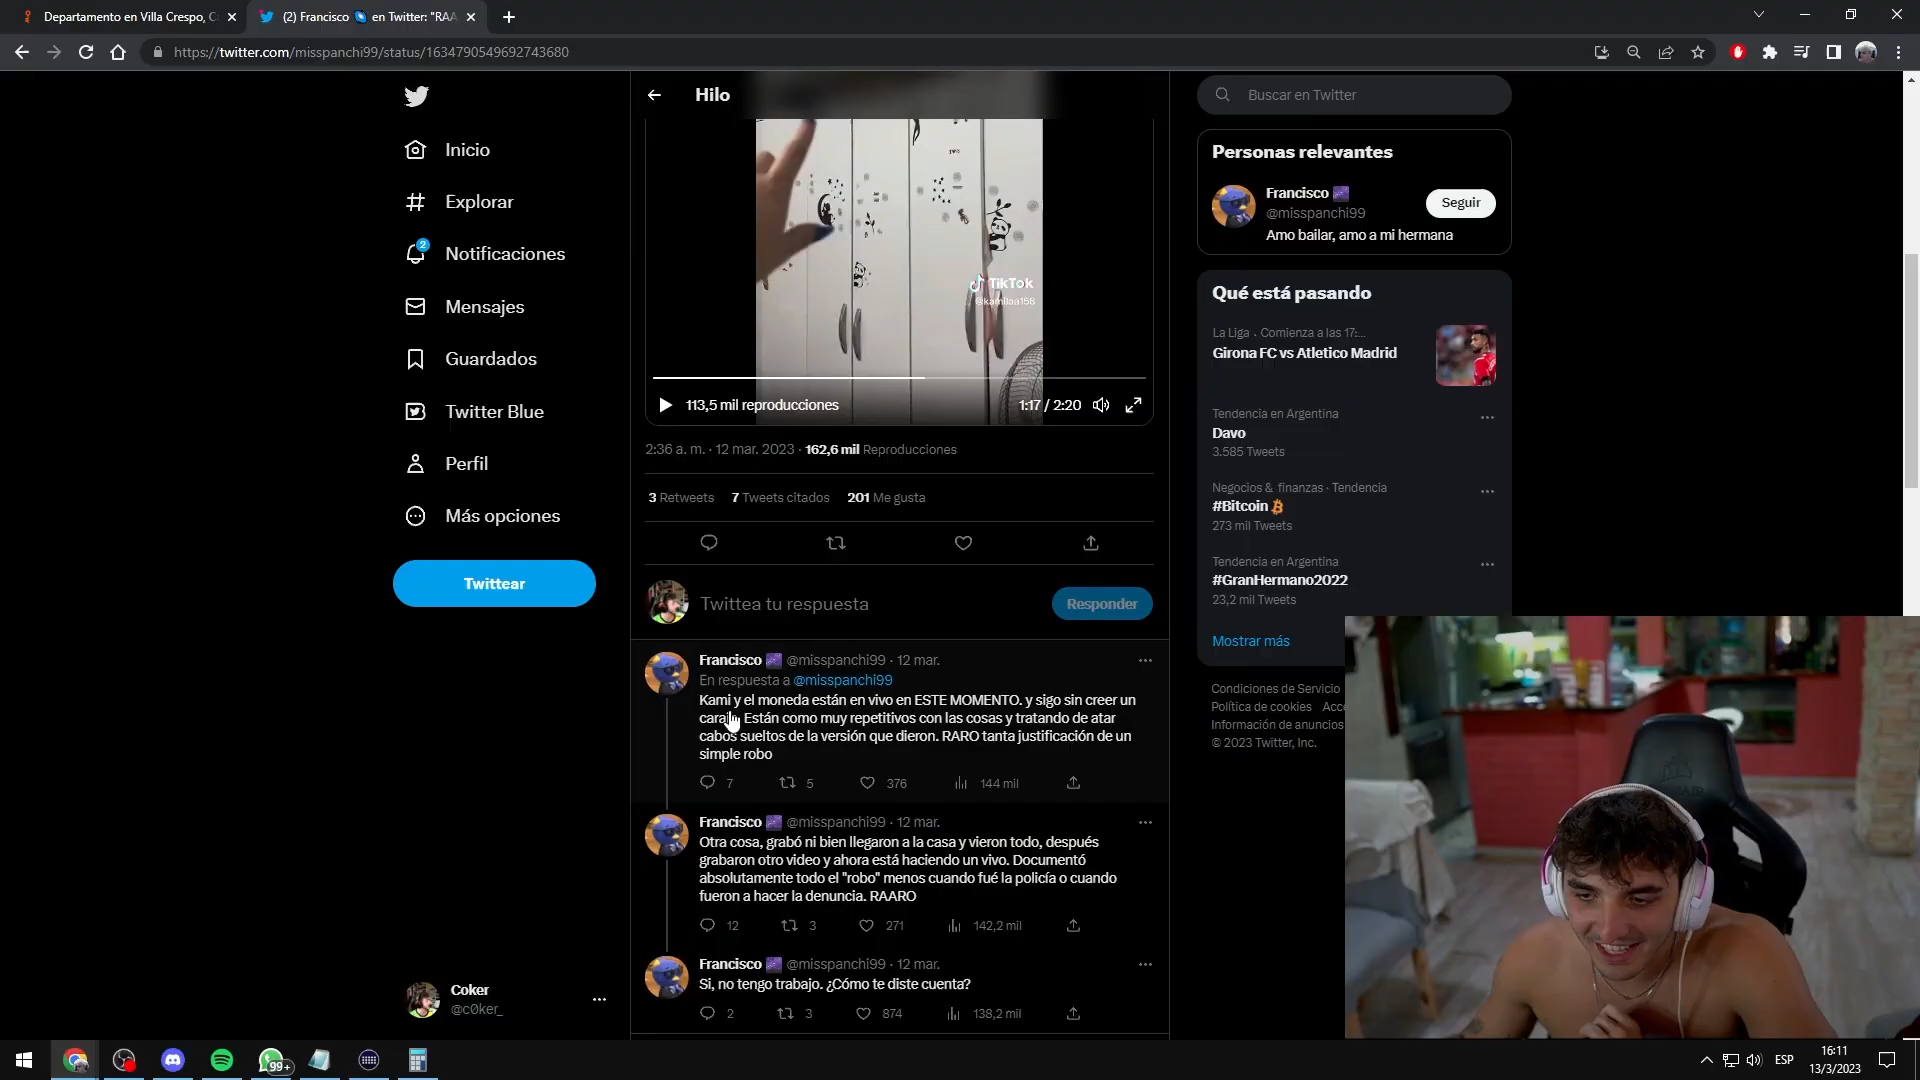 Departamento en Villa Crespo, C
(2) Francisco en Twitter: "RAA
https://twitter.com/misspanchi99/status/1634790549692743680
Inicio
Explorar
2
Notificaciones
Mensajes
Guardados
Twitter Blue
Perfil
Más opciones
Twittear
Coker
@c0ker_
Hilo
TikTok
@kamilaa158
113,5 mil reproducciones
1:17 / 2:20
2:36 a. m. · 12 mar. 2023 · 162,6 mil Reproducciones
3 Retweets 7 Tweets citados 201 Me gusta
Twittea tu respuesta
Responder
Francisco @misspanchi99 · 12 mar.
En respuesta a @misspanchi99
Kami y el moneda están en vivo en ESTE MOMENTO. y sigo sin creer un
Están como muy repetitivos con las cosas y tratando de atar
cabos sueltos de la versión que dieron. RARO tanta justificación de un
simple robo
7 5 376 144 mil
Francisco @misspanchi99 · 12 mar.
Otra cosa, grabó ni bien llegaron a la casa y vieron todo, después
grabaron otro video y ahora está haciendo un vivo. Documentó
absolutamente todo el "robo" menos cuando fué la policía o cuando
fueron a hacer la denuncia. RAARO
12 3 271 142,2 mil
Francisco @misspanchi99 · 12 mar.
Si, no tengo trabajo. ¿Cómo te diste cuenta?
2 3 874 138,2 mil
Buscar en Twitter
Personas relevantes
Francisco
@misspanchi99
Seguir
Amo bailar, amo a mi hermana
Qué está pasando
La Liga · Comienza a las 17:...
Girona FC vs Atletico Madrid
Tendencia en Argentina
Davo
3.585 Tweets
Negocios & finanzas · Tendencia
#Bitcoin
273 mil Tweets
Tendencia en Argentina
#GranHermano2022
23,2 mil Tweets
Mostrar más
Condiciones de Servicio
Política de cookies Acce
Información de anuncios
© 2023 Twitter, Inc.
99+
ESP
16:11
13/3/2023